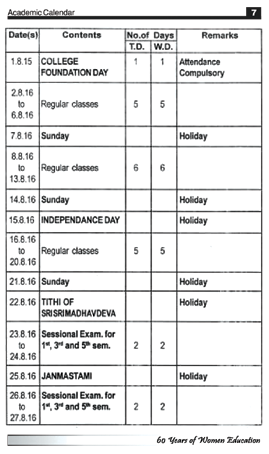 Academic Calendar 7
Date(s) Contents No.of Days Remarks
T.D. W.D.
1.8.15 COLLEGE 1 1 Attendance
FOUNDATION DAY Compulsory
2.8.16
to Regular classes 5 5
6.8.16
7.8.16 Sunday Holiday
8.8.16
to Regular classes 6 6
13.8.16
14.8.16 Sunday Holiday
15.8.16 INDEPENDANCE DAY Holiday
16.8.16
to Regular classes 5 5
20.8.16
21.8.16 Sunday Holiday
22.8.16 TITHI OF Holiday
SRISRIMADHAVDEVA
23.8.16 Sessional Exam. for
to 1st, 3rd and 5th sem. 2 2
24.8.16
25.8.16 JANMASTAMI Holiday
26.8.16 Sessional Exam. for
to 1st, 3rd and 5th sem. 2 2
27.8.16
60 Years of Women Education